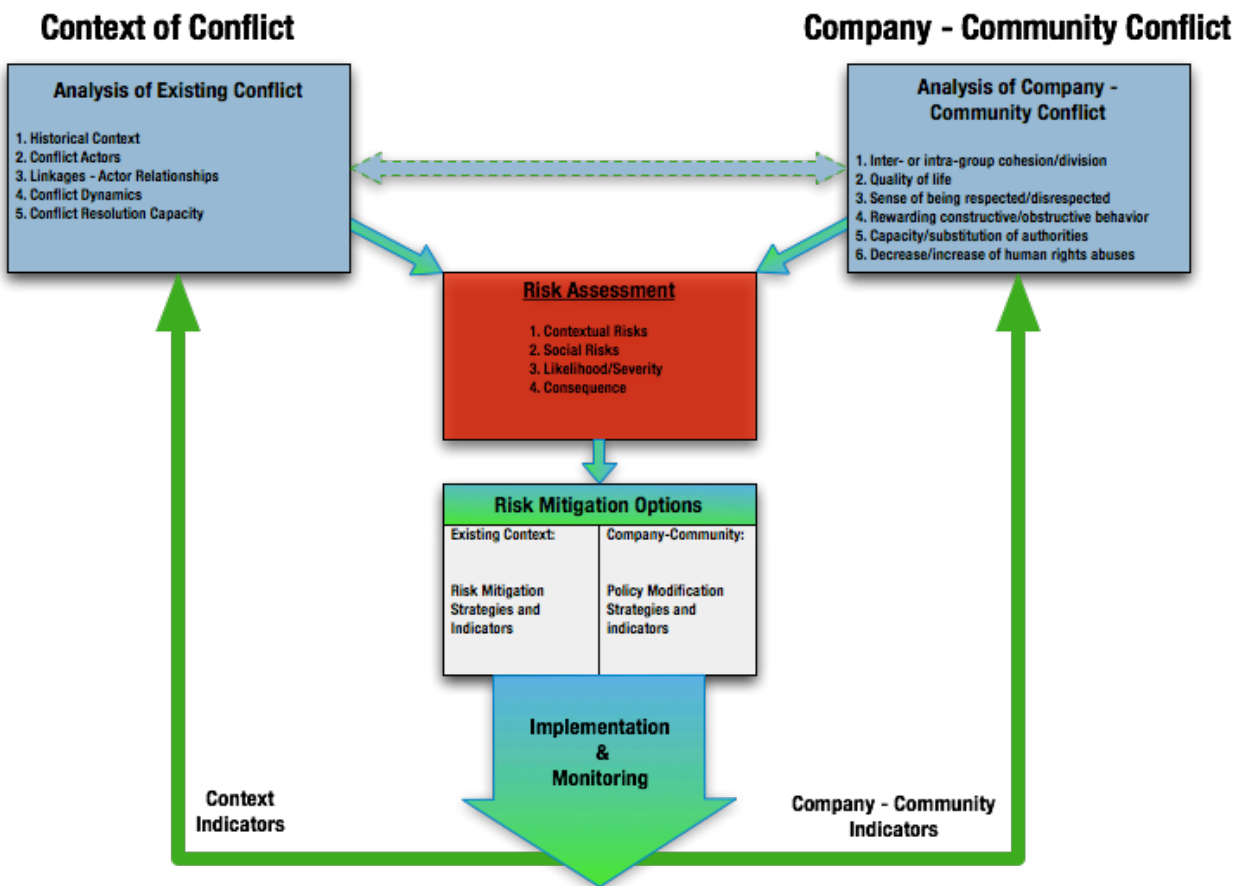 Context of Conflict
Company - Community Conflict
Analysis of Existing Conflict
1. Historical Context
2. Conflict Actors
3. Linkages - Actor Relationships
4. Conflict Dynamics
5. Conflict Resolution Capacity
Analysis of Company -
Community Conflict
1. Inter- or intra-group cohesion/division
2. Quality of life
3. Sense of being respected/disrespected
4. Rewarding constructive/obstructive behavior
5. Capacity/substitution of authorities
6. Decrease/increase of human rights abuses
Risk Assessment
1. Contextual Risks
2. Social Risks
3. Likelihood/Severity
4. Consequence
Risk Mitigation Options
Existing Context:
Risk Mitigation
Strategies and
Indicators
Company-Community:
Policy Modification
Strategies and
indicators
Implementation
&
Monitoring
Context
Indicators
Company - Community
Indicators